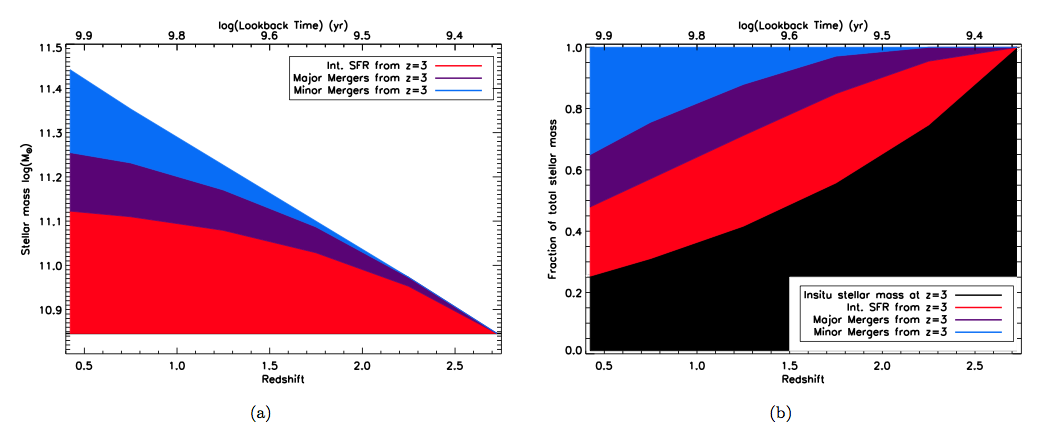 log(Lookback Time) (yr)
9.9 9.8 9.6 9.5 9.4
11.5
11.4
11.3
11.2
11.1
11.0
10.9
Stellar mass log(M⊕)
Int. SFR from z=3
Major Mergers from z=3
Minor Mergers from z=3
0.5 1.0 1.5 2.0 2.5
Redshift
(a)
log(Lookback Time) (yr)
9.9 9.8 9.6 9.5 9.4
1.0
0.8
0.6
0.4
0.2
0.0
Fraction of total stellar mass
Insitu stellar mass at z=3
Int. SFR from z=3
Major Mergers from z=3
Minor Mergers from z=3
0.5 1.0 1.5 2.0 2.5
Redshift
(b)